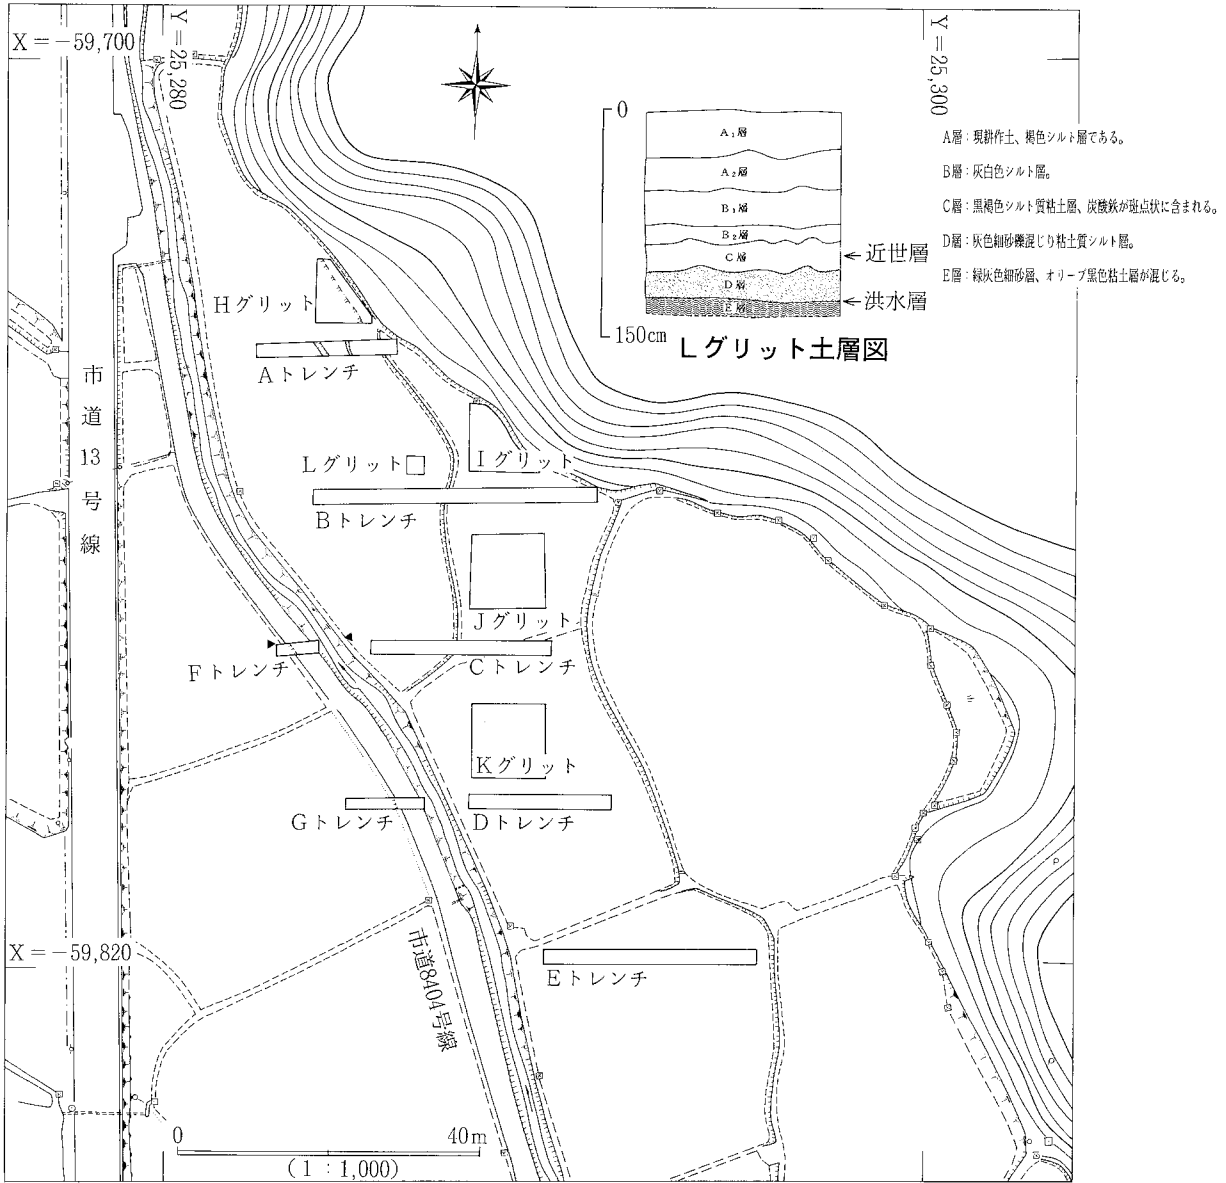 X＝−59,700
Y＝25,280
Y＝25,300
0
150cm
A₁層
A₂層
B₁層
B₂層
C層
D層
E層
←近世層
←洪水層
Lグリット土層図
A層：現耕作土、褐色シルト層である。
B層：灰白色シルト層。
C層：黒褐色シルト質粘土層、炭酸鉄が斑点状に含まれる。
D層：灰色細砂礫混じり粘土質シルト層。
E層：緑灰色細砂層、オリーブ黒色粘土層が混じる。
Hグリット
Aトレンチ
市道13号線
Lグリット
Iグリット
Bトレンチ
Jグリット
Fトレンチ
Cトレンチ
Kグリット
Gトレンチ
Dトレンチ
X＝−59,820
市道8404号線
Eトレンチ
0
40m
(1：1,000)